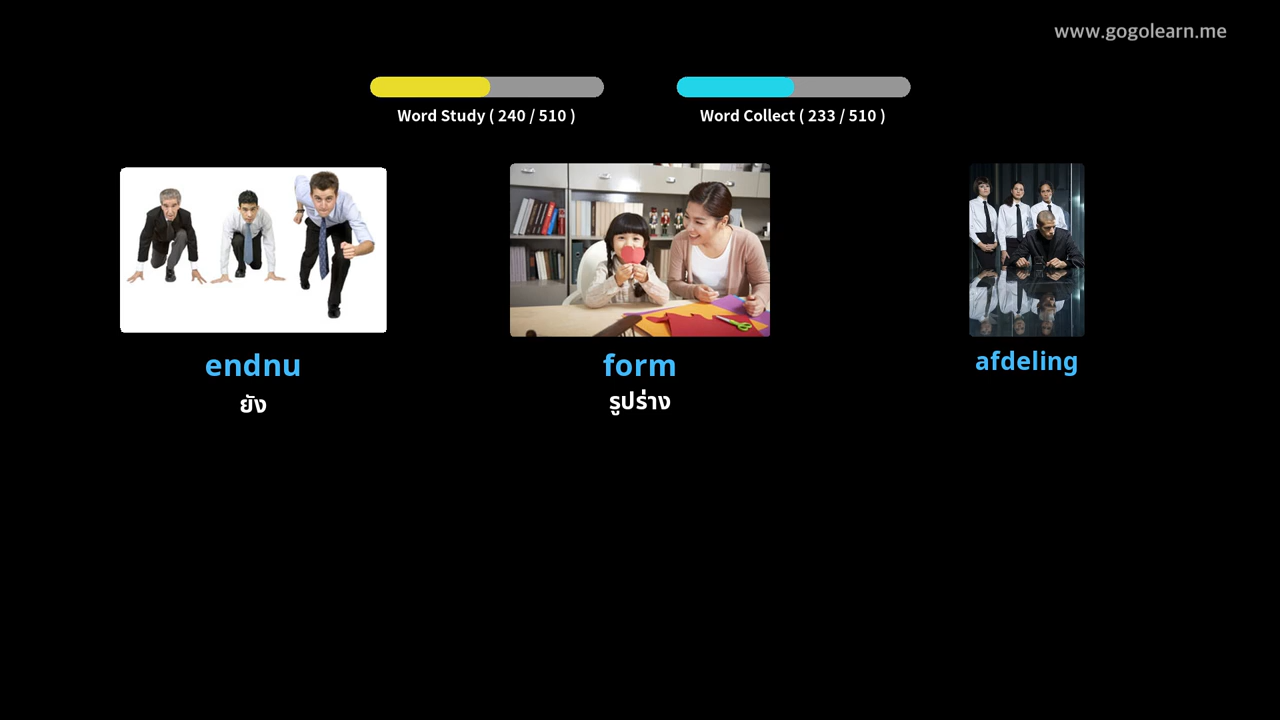 www.gogolearn.me
Word Study ( 240 / 510 )
Word Collect ( 233 / 510 )
endnu
ยัง
form
รูปร่าง
afdeling